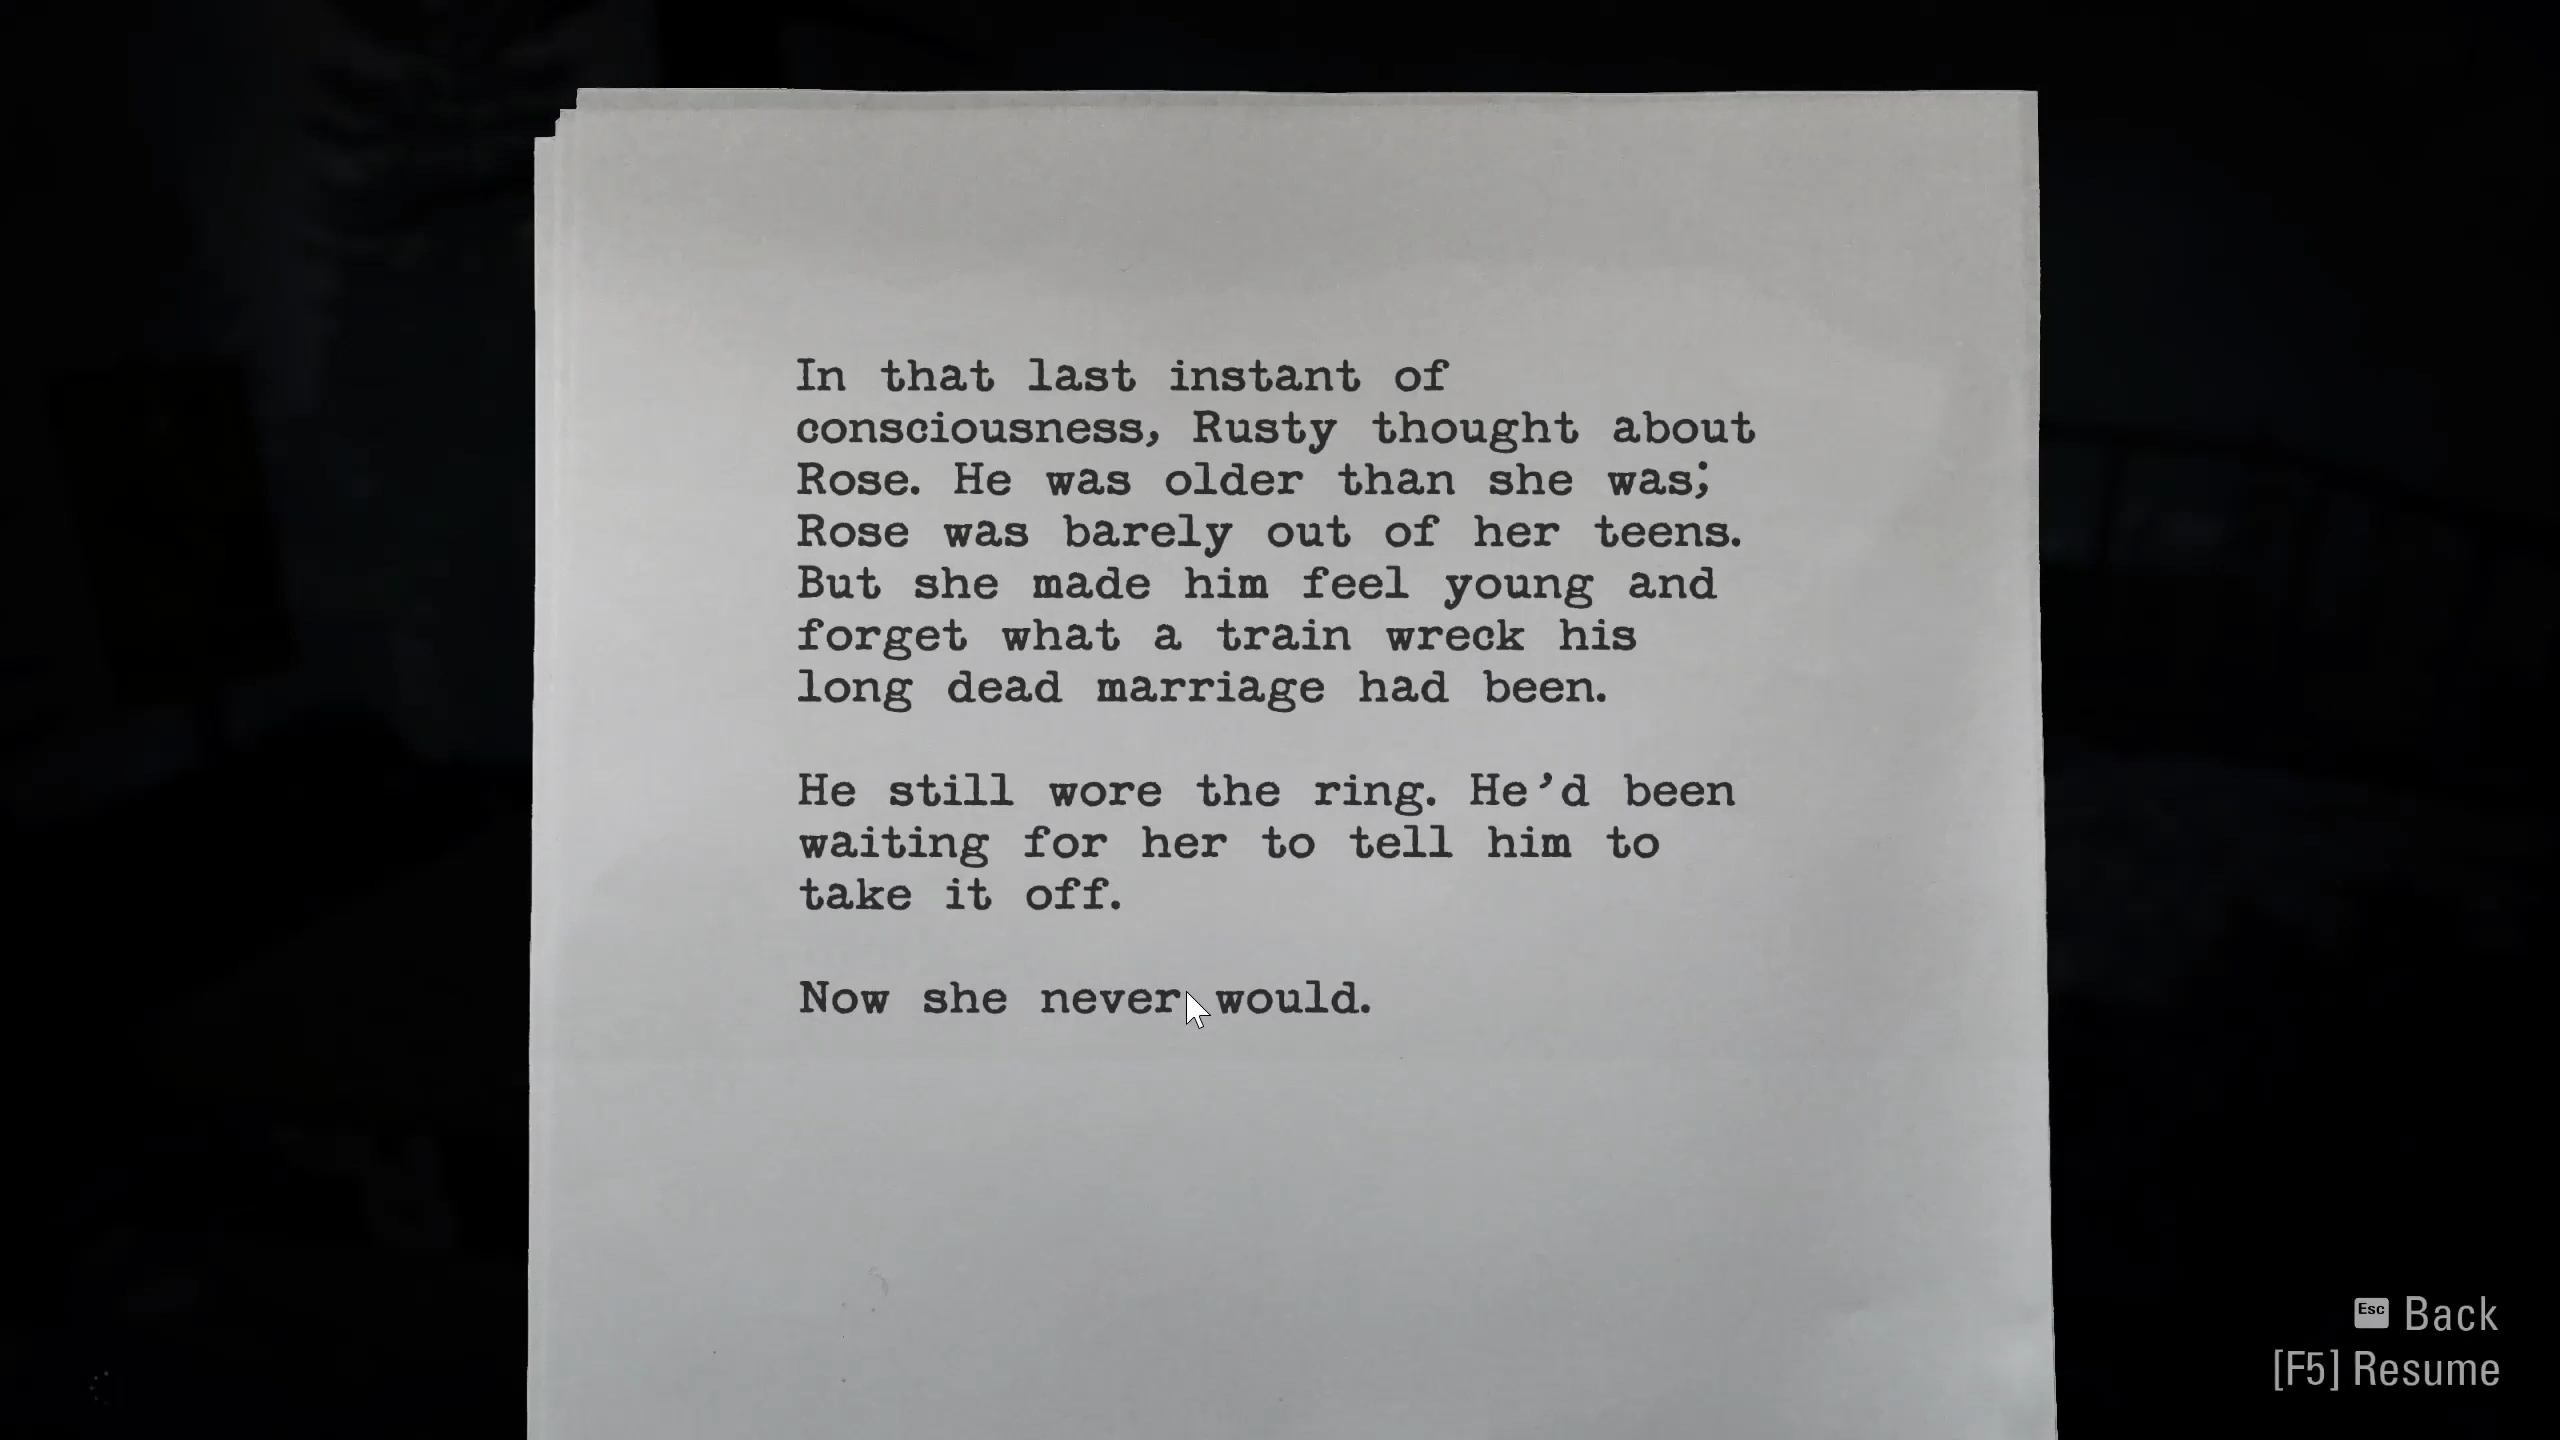 In that last instant of
consciousness, Rusty thought about
Rose. He was older than she was;
Rose was barely out of her teens.
But she made him feel young and
forget what a train wreck his
long dead marriage had been.
He still wore the ring. He’d been
waiting for her to tell him to
take it off.
Now she never would.
Esc Back
[F5] Resume